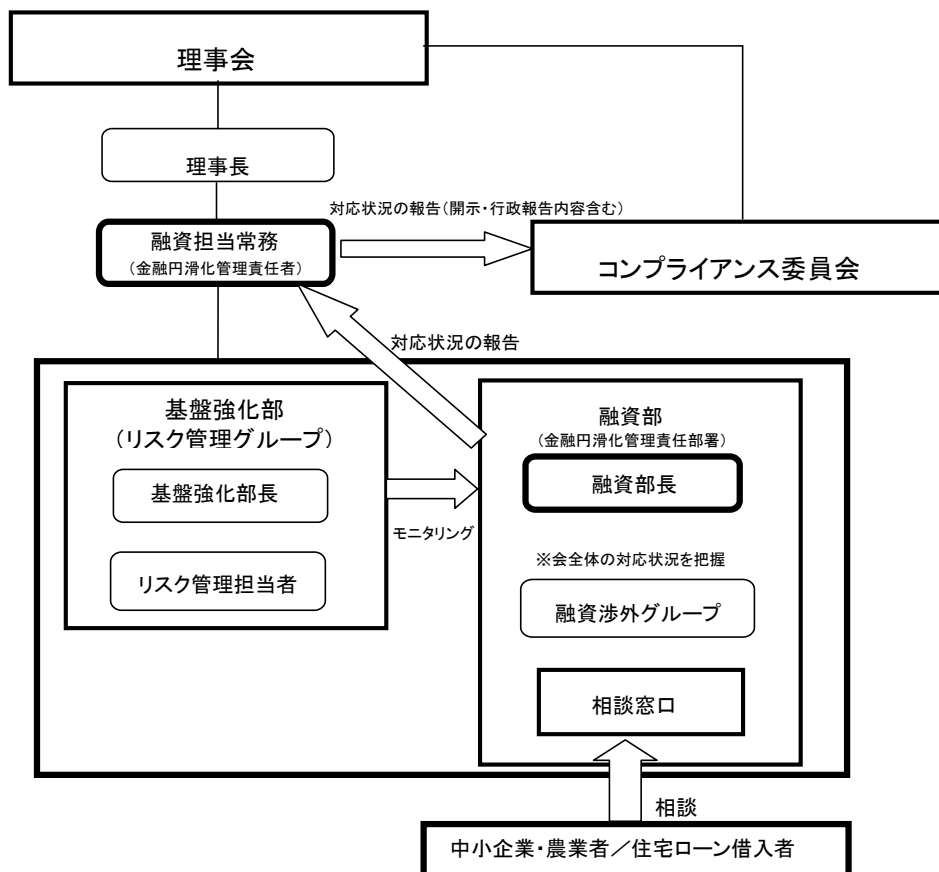 理事会
理事長
対応状況の報告(開示・行政報告内容含む)
融資担当常務
(金融円滑化管理責任者)
コンプライアンス委員会
対応状況の報告
基盤強化部
(リスク管理グループ)
基盤強化部長
リスク管理担当者
モニタリング
融資部
(金融円滑化管理責任部署)
融資部長
※会全体の対応状況を把握
融資渉外グループ
相談窓口
相談
中小企業・農業者／住宅ローン借入者